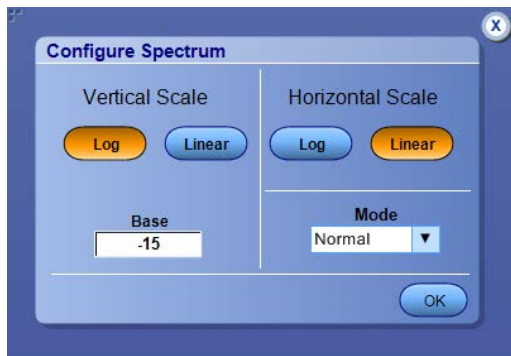 X
Configure Spectrum
Vertical Scale
Log Linear
Base
-15
Horizontal Scale
Log Linear
Mode
Normal ▼
OK